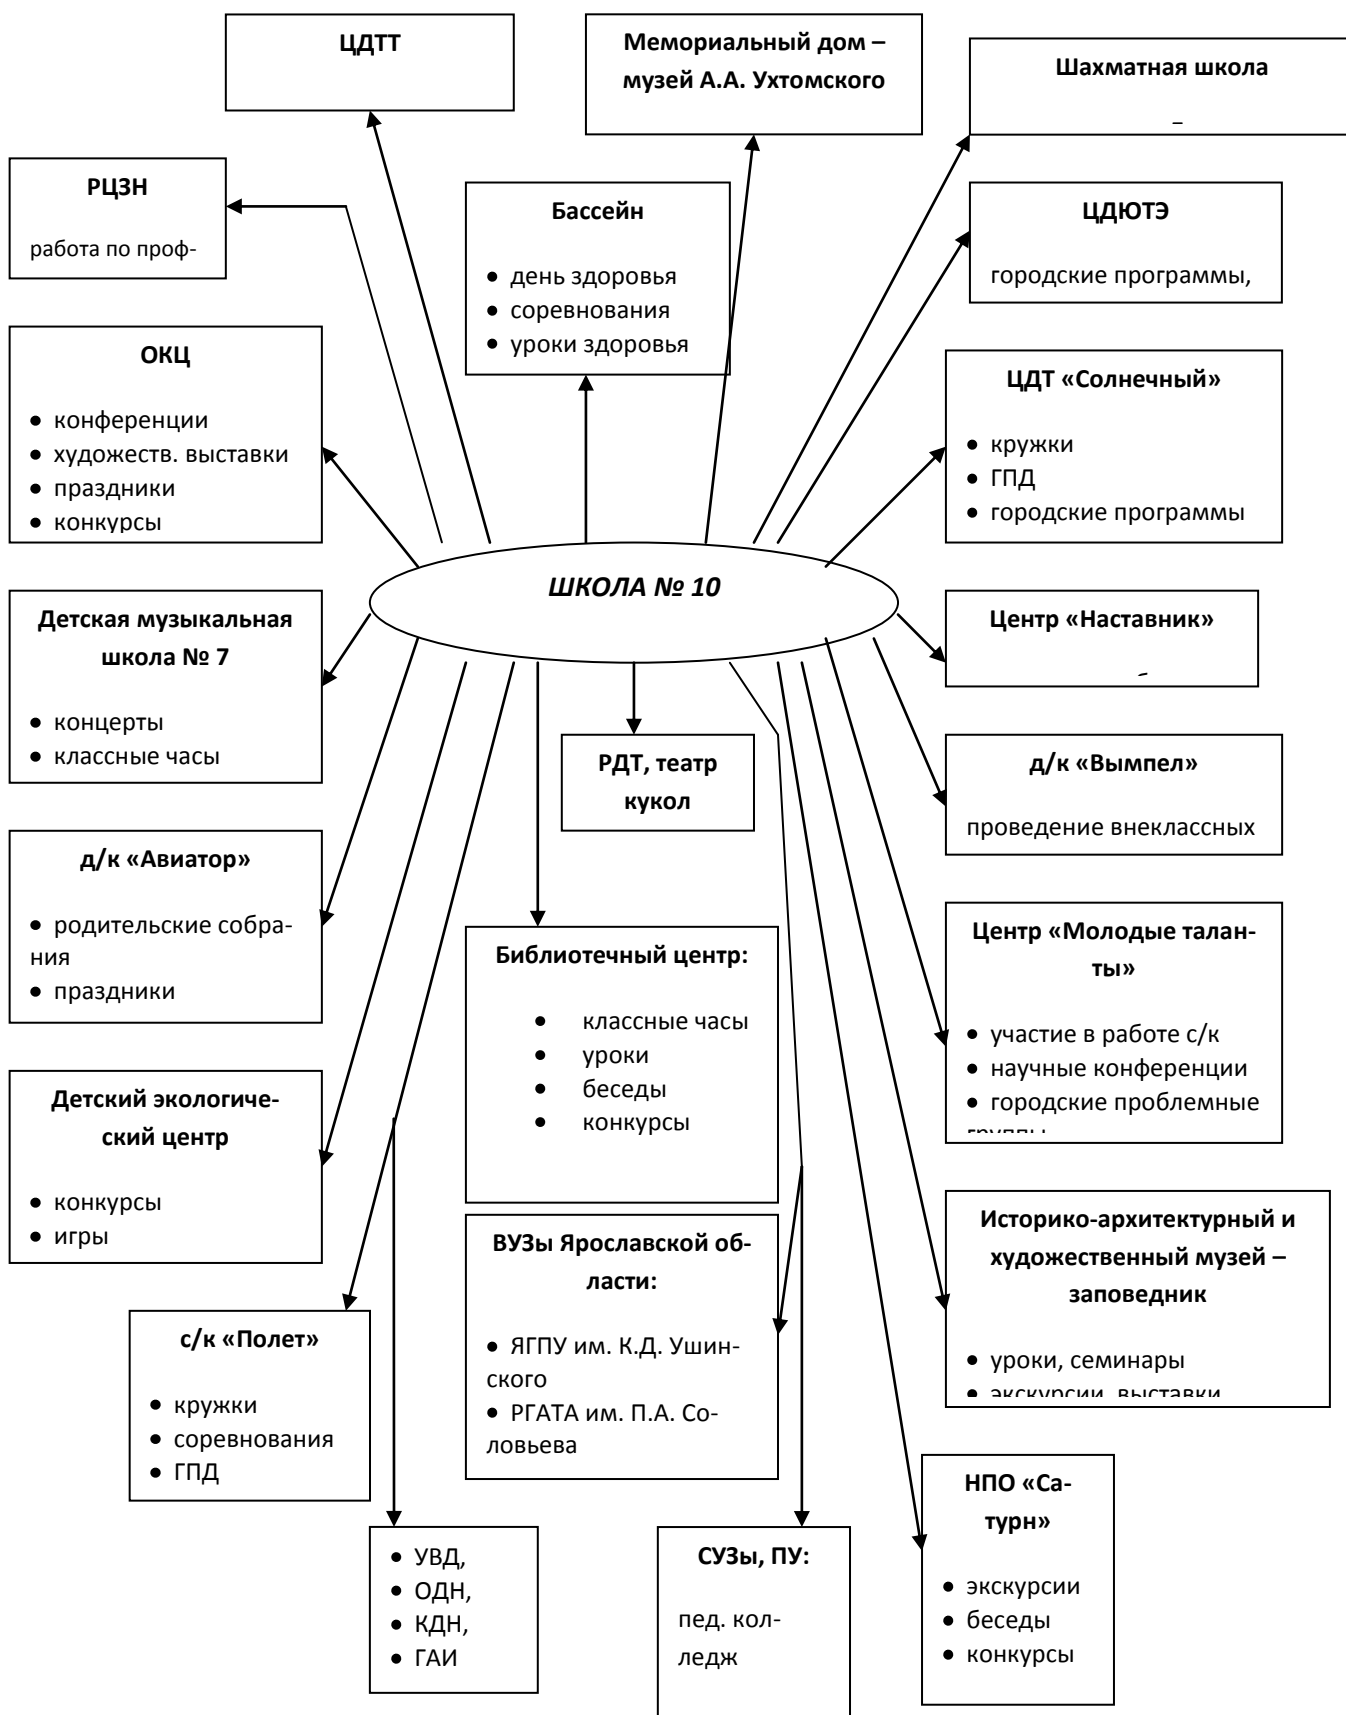 ЦДТТ
Мемориальный дом –
музей А.А. Ухтомского
Шахматная школа
РЦЗН
работа по проф-
Бассейн
• день здоровья
• соревнования
• уроки здоровья
ЦДЮТЭ
городские программы,
ОКЦ
• конференции
• художеств. выставки
• праздники
• конкурсы
ЦДТ «Солнечный»
• кружки
• ГПД
• городские программы
ШКОЛА № 10
Детская музыкальная
школа № 7
• концерты
• классные часы
Центр «Наставник»
РДТ, театр
кукол
д/к «Вымпел»
проведение внеклассных
д/к «Авиатор»
• родительские собра-
ния
• праздники
Библиотечный центр:
• классные часы
• уроки
• беседы
• конкурсы
Центр «Молодые талан-
ты»
• участие в работе с/к
• научные конференции
• городские проблемные
группы
Детский экологиче-
ский центр
• конкурсы
• игры
ВУЗы Ярославской об-
ласти:
• ЯГПУ им. К.Д. Ушин-
ского
• РГАТА им. П.А. Со-
ловьева
Историко-архитектурный и
художественный музей –
заповедник
• уроки, семинары
• экскурсии, выставки
с/к «Полет»
• кружки
• соревнования
• ГПД
НПО «Са-
турн»
• экскурсии
• беседы
• конкурсы
• УВД,
• ОДН,
• КДН,
• ГАИ
СУЗы, ПУ:
пед. кол-
ледж